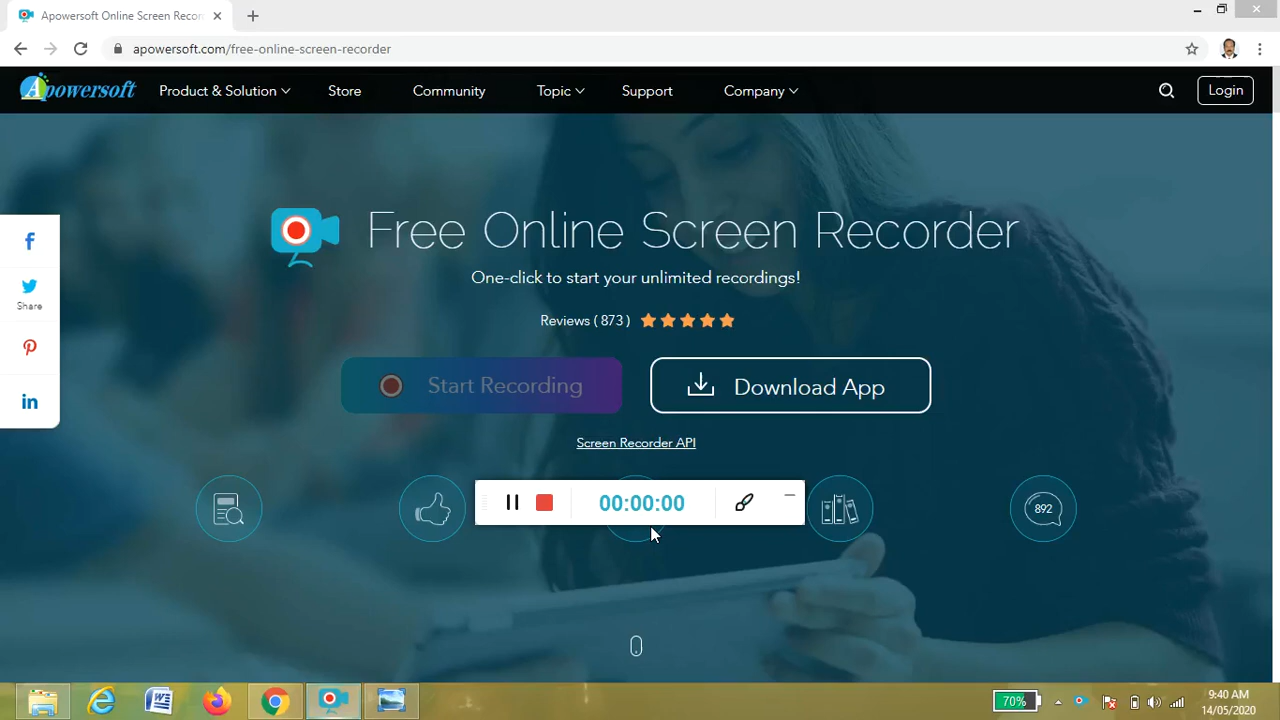 Apowersoft Online Screen Recor
apowersoft.com/free-online-screen-recorder
Apowersoft
Product & Solution
Store
Community
Topic
Support
Company
Login
Free Online Screen Recorder
One-click to start your unlimited recordings!
Reviews ( 873 )
Share
Start Recording
Download App
Screen Recorder API
00:00:00
892
70%
9:40 AM
14/05/2020